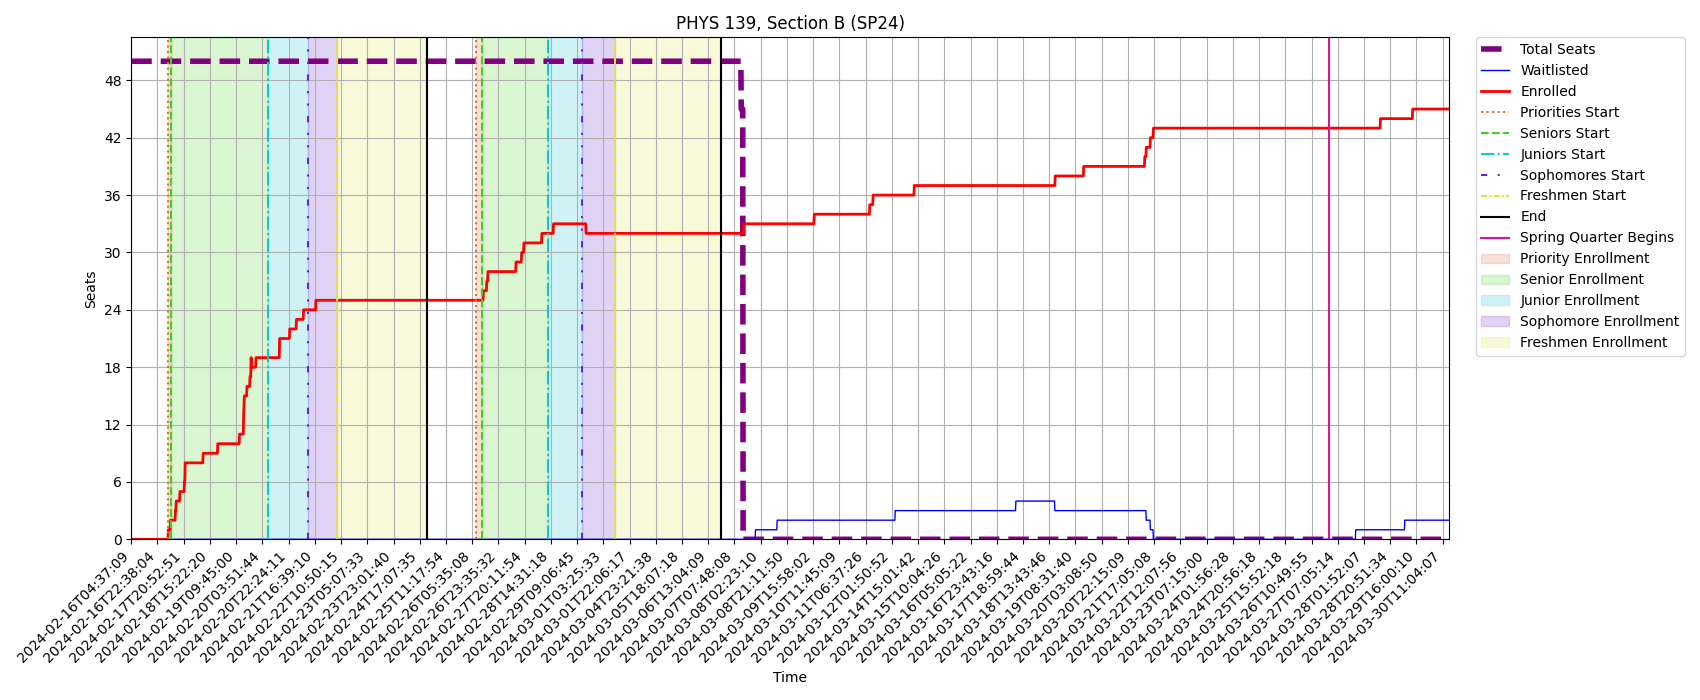 PHYS 139, Section B (SP24)
Total Seats
Waitlisted
Enrolled
Priorities Start
Seniors Start
Juniors Start
Sophomores Start
Freshmen Start
End
Spring Quarter Begins
Priority Enrollment
Senior Enrollment
Junior Enrollment
Sophomore Enrollment
Freshmen Enrollment
Seats
48
42
36
30
24
18
12
6
0
2024-02-16T04:37:09
2024-02-16T22:38:04
2024-02-17T20:52:51
2024-02-18T15:22:20
2024-02-19T09:45:00
2024-02-20T03:51:44
2024-02-20T22:24:11
2024-02-21T16:39:10
2024-02-22T10:50:15
2024-02-23T05:07:33
2024-02-23T23:01:40
2024-02-24T17:07:35
2024-02-25T11:17:54
2024-02-26T05:35:08
2024-02-26T23:35:32
2024-02-27T20:11:54
2024-02-28T14:31:18
2024-02-29T09:06:45
2024-03-01T03:25:33
2024-03-01T22:06:17
2024-03-04T23:21:38
2024-03-05T18:07:18
2024-03-06T13:04:09
2024-03-07T07:48:08
2024-03-08T02:23:10
2024-03-08T21:11:50
2024-03-09T15:58:02
2024-03-10T11:45:09
2024-03-11T06:37:26
2024-03-12T01:50:52
2024-03-14T15:01:42
2024-03-15T10:04:26
2024-03-16T05:05:22
2024-03-16T23:43:16
2024-03-17T18:59:44
2024-03-18T13:43:46
2024-03-19T08:31:40
2024-03-20T03:08:50
2024-03-20T22:15:09
2024-03-21T17:05:08
2024-03-22T12:07:56
2024-03-23T07:15:00
2024-03-24T01:56:28
2024-03-24T20:56:18
2024-03-25T15:52:18
2024-03-26T10:49:55
2024-03-27T07:05:14
2024-03-28T01:52:07
2024-03-28T20:51:34
2024-03-29T16:00:10
2024-03-30T11:04:07
Time